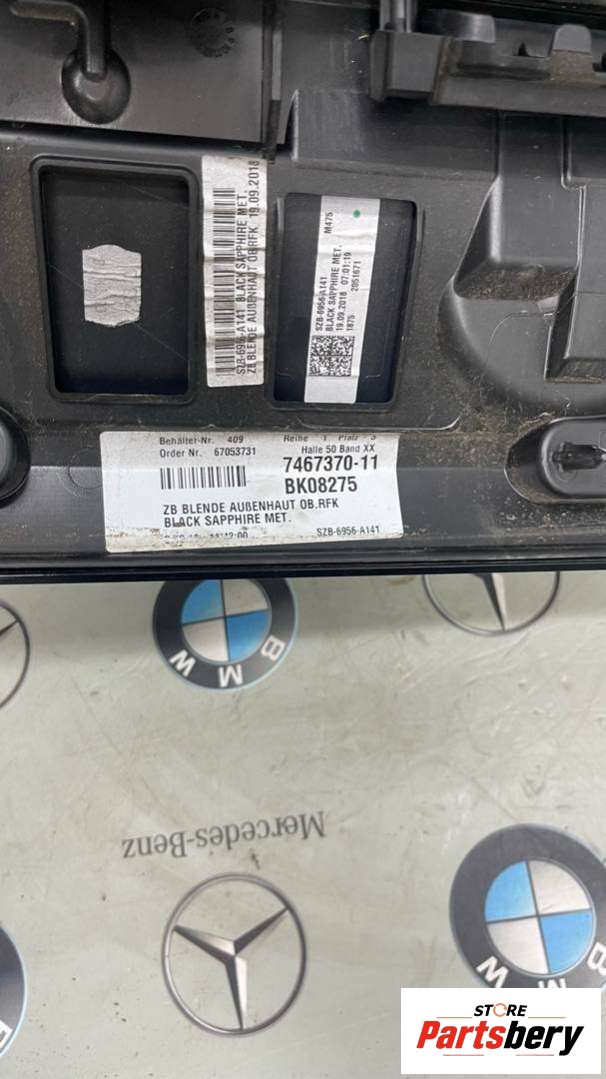 SZB-6956-A141 BLACK SAPPHIRE MET.
ZB BLENDE AUßENHAUT OB.RFK 19.09.2018
M475
SZB-6956-A141
BLACK SAPPHIRE MET.
19.09.2018 07:01:19
1875 2051671
Behälter-Nr. 409 Reihe 1 Platz 3
Order Nr. 67053731 Halle 50 Band XX
7467370-11
BK08275
ZB BLENDE AUßENHAUT OB.RFK
BLACK SAPPHIRE MET.
SZB-6956-A141
BMW
Mercedes-Benz
BMW
STORE
Partsbery